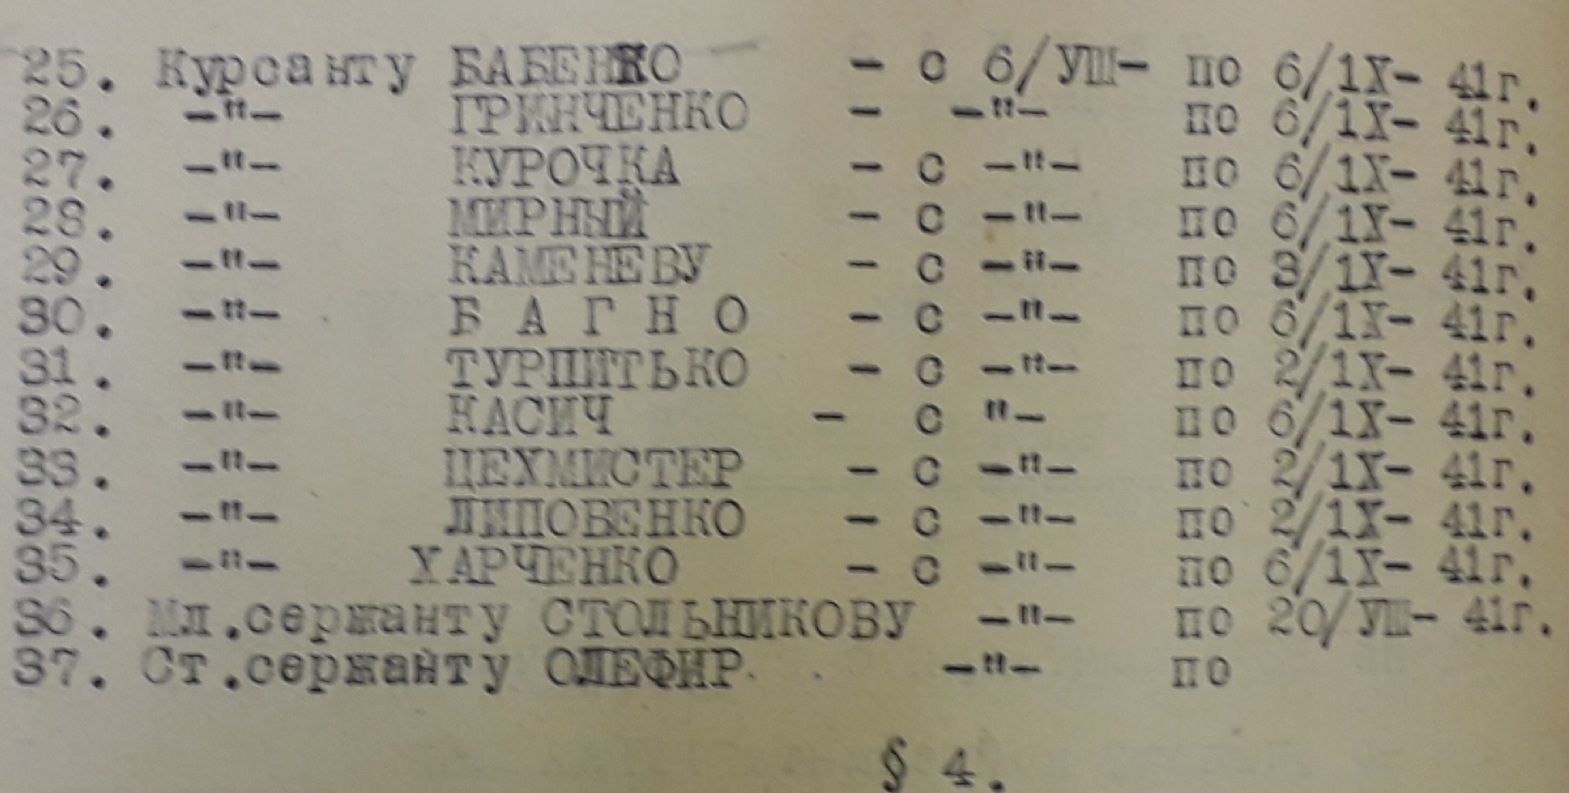 25. Курсанту БАБЕНКО - с 6/УШ- по 6/1Х- 41г.
26. -"- ГРИНЧЕНКО - -"- по 6/1Х- 41г.
27. -"- КУРОЧКА - с -"- по 6/1Х- 41г.
28. -"- МИРНЫЙ - с -"- по 6/1Х- 41г.
29. -"- КАМЕНЕВУ - с -"- по 3/1Х- 41г.
30. -"- Б А Г Н О - с -"- по 6/1Х- 41г.
31. -"- ТУРПИТЬКО - с -"- по 2/1Х- 41г.
32. -"- КАСИЧ - с "- по 6/1Х- 41г.
33. -"- ЦЕХМИСТЕР - с -"- по 2/1Х- 41г.
34. -"- ЛИПОВЕНКО - с -"- по 2/1Х- 41г.
35. -"- ХАРЧЕНКО - с -"- по 6/1Х- 41г.
36. Мл.сержанту СТОЛЬНИКОВУ -"- по 20/УШ- 41г.
37. Ст.сержанту ОЛЕФИР -"- по
§ 4.